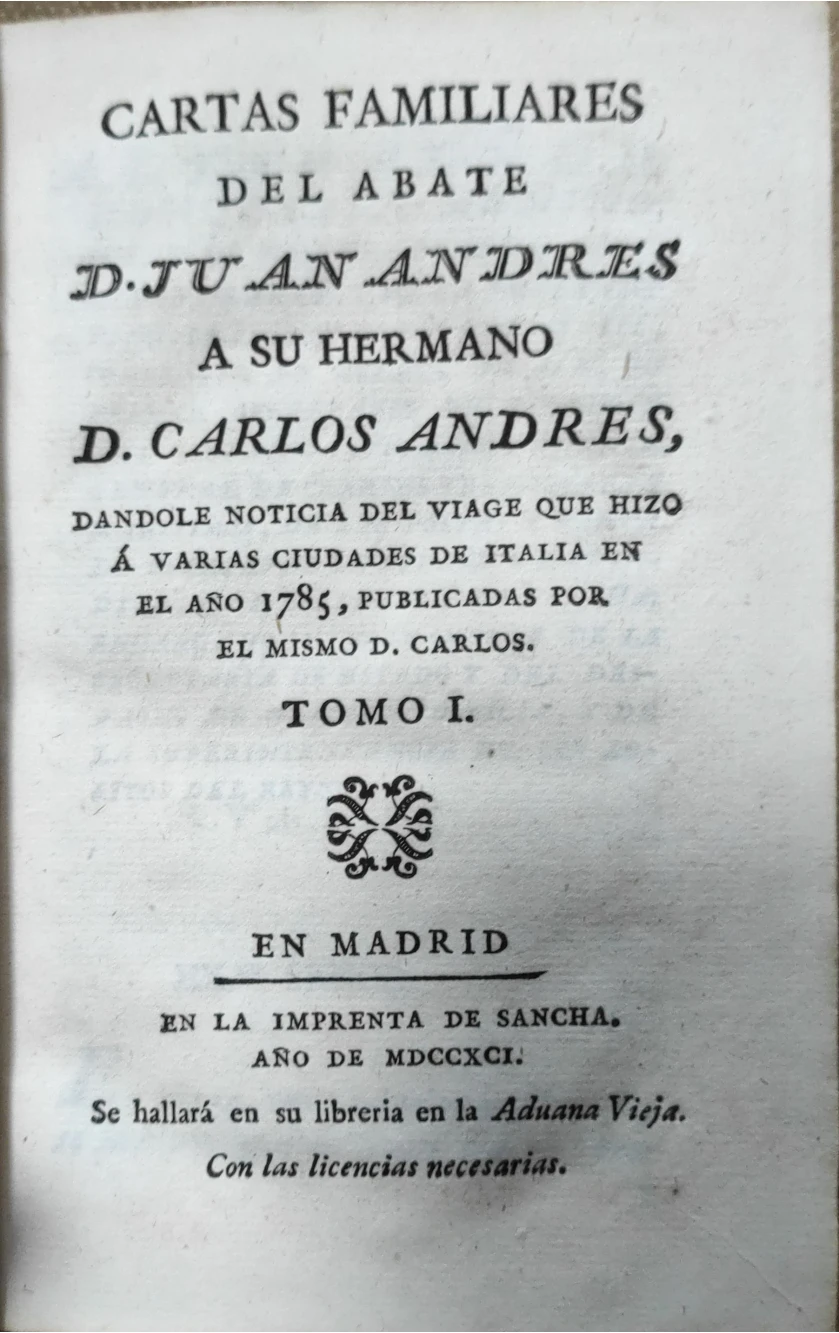 CARTAS FAMILIARES
DEL ABATE
D. JUAN ANDRES
A SU HERMANO
D. CARLOS ANDRES,
DANDOLE NOTICIA DEL VIAGE QUE HIZO
Á VARIAS CIUDADES DE ITALIA EN
EL AÑO 1785, PUBLICADAS POR
EL MISMO D. CARLOS.
TOMO I.
EN MADRID
EN LA IMPRENTA DE SANCHA.
AÑO DE MDCCXCI.
Se hallará en su libreria en la Aduana Vieja.
Con las licencias necesarias.